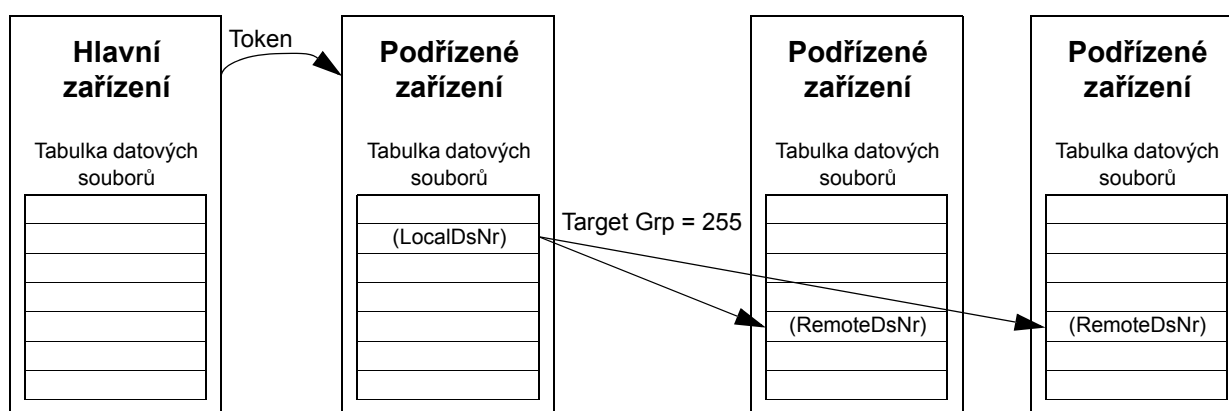 Hlavní
zařízení
Token
Podřízené
zařízení
Podřízené
zařízení
Podřízené
zařízení
Tabulka datových
souborů
Tabulka datových
souborů
Tabulka datových
souborů
Tabulka datových
souborů
(LocalDsNr)
Target Grp = 255
(RemoteDsNr)
(RemoteDsNr)